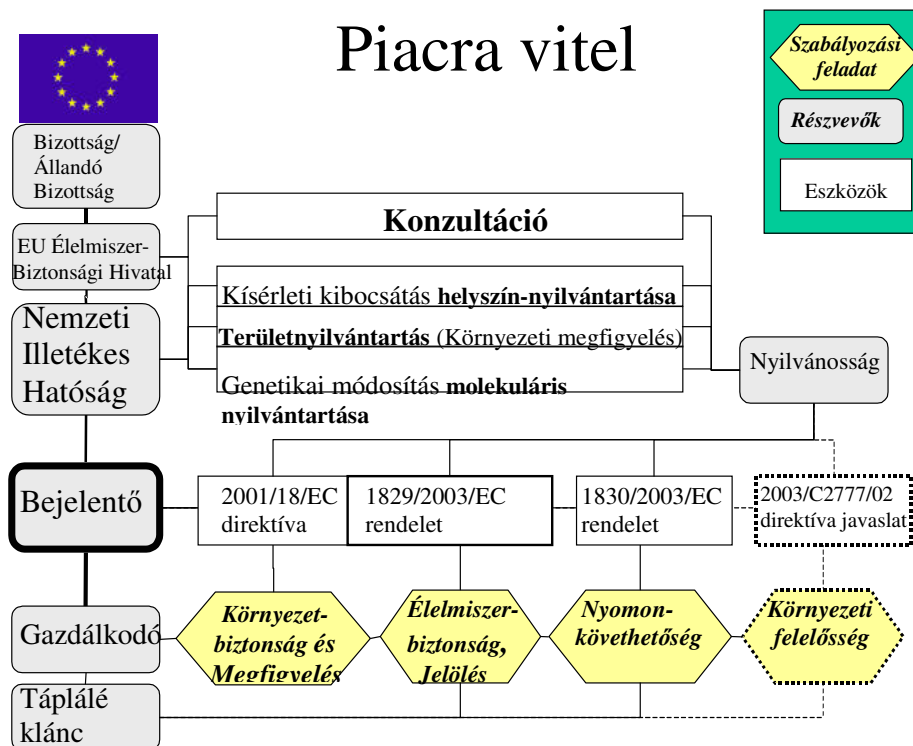 Piacra vitel
Szabályozási
feladat
Részvevők
Eszközök
Bizottság/
Állandó
Bizottság
EU Élelmiszer-
Biztonsági Hivatal
Nemzeti
Illetékes
Hatóság
Konzultáció
Kísérleti kibocsátás helyszín-nyilvántartása
Területnyilvántartás (Környezeti megfigyelés)
Genetikai módosítás molekuláris
nyilvántartása
Nyilvánosság
Bejelentő
2001/18/EC
direktíva
1829/2003/EC
rendelet
1830/2003/EC
rendelet
2003/C2777/02
direktíva javaslat
Gazdálkodó
Környezet-
biztonság és
Megfigyelés
Élelmiszer-
biztonság,
Jelölés
Nyomon-
követhetőség
Környezeti
felelősség
Táplálé
klánc